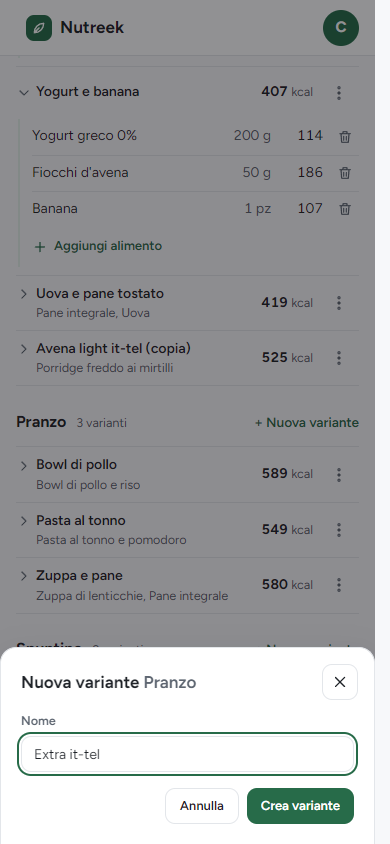 Nutreek
C
Yogurt e banana 407 kcal
Yogurt greco 0% 200 g 114
Fiocchi d'avena 50 g 186
Banana 1 pz 107
+ Aggiungi alimento
Uova e pane tostato 419 kcal
Pane integrale, Uova
Avena light it-tel (copia) 525 kcal
Porridge freddo ai mirtilli
Pranzo 3 varianti + Nuova variante
Bowl di pollo 589 kcal
Bowl di pollo e riso
Pasta al tonno 549 kcal
Pasta al tonno e pomodoro
Zuppa e pane 580 kcal
Zuppa di lenticchie, Pane integrale
Nuova variante Pranzo
Nome
Extra it-tel
Annulla Crea variante